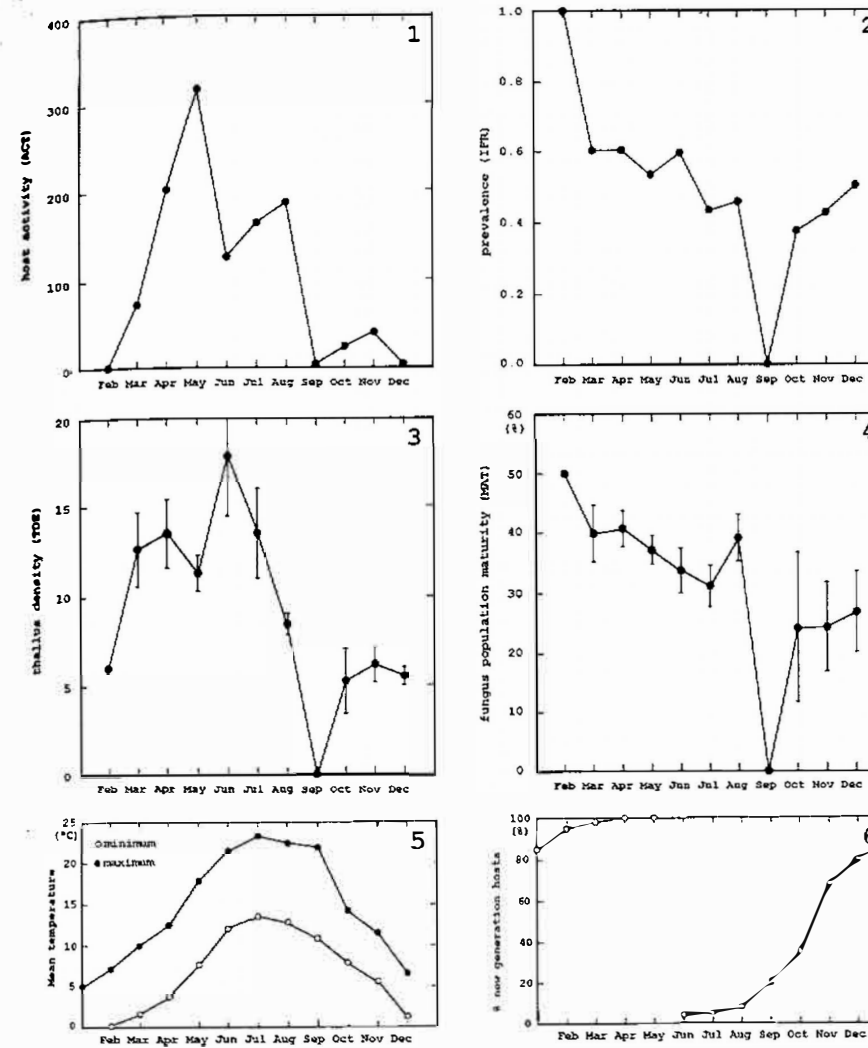 1
host activity (ACT)
400
300
200
100
0
Feb Mar Apr May Jun Jul Aug Sep Oct Nov Dec
2
prevalence (IFR)
1.0
0.8
0.6
0.4
0.2
0.0
Feb Mar Apr May Jun Jul Aug Sep Oct Nov Dec
3
thallus density (TDE)
20
15
10
5
0
Feb Mar Apr May Jun Jul Aug Sep Oct Nov Dec
4
fungus population maturity (MAT)
60
(%)
50
40
30
20
10
0
Feb Mar Apr May Jun Jul Aug Sep Oct Nov Dec
5
Mean temperature
25
(°C)
20
15
10
5
0
minimum
maximum
Feb Mar Apr May Jun Jul Aug Sep Oct Nov Dec
6
% new generation hosts
100
(%)
80
60
40
20
0
Feb Mar Apr May Jun Jul Aug Sep Oct Nov Dec